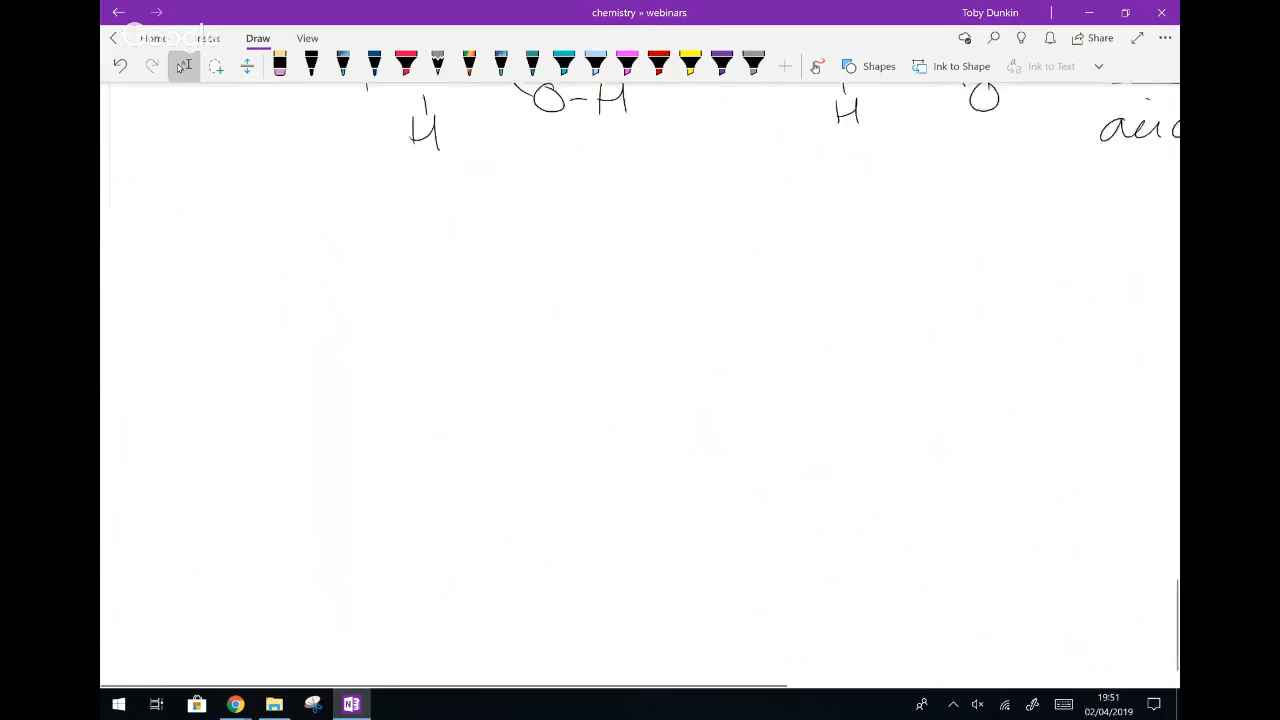 chemistry » webinars
Toby Dunkin
Google
Home
Insert
Draw
View
Share
Shapes
Ink to Shape
Ink to Text
O-H
H
H
O
19:51
02/04/2019